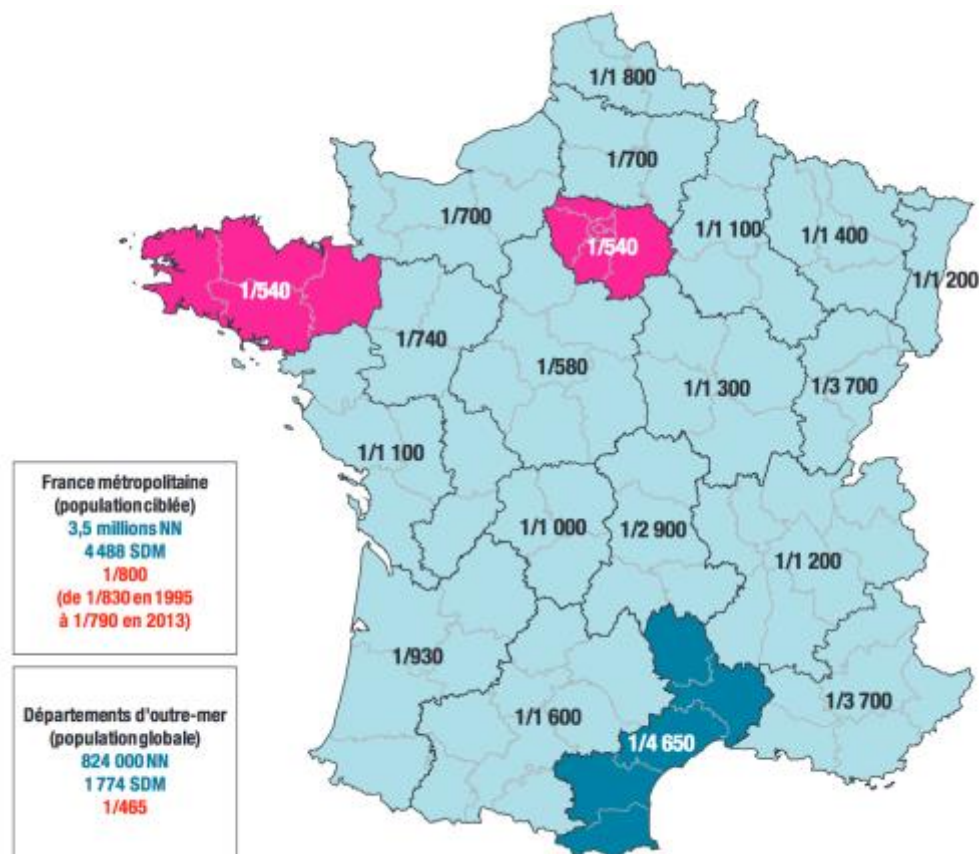 1/1 800
1/700
1/700
1/540
1/1 100
1/1 400
1/1 200
1/540
1/740
1/580
1/1 300
1/3 700
1/1 100
1/1 000
1/2 900
1/1 200
1/930
1/1 600
1/4 650
1/3 700
France métropolitaine
(population ciblée)
3,5 millions NN
4 488 SDM
1/800
(de 1/830 en 1995
à 1/790 en 2013)
Départements d'outre-mer
(population globale)
824 000 NN
1 774 SDM
1/465